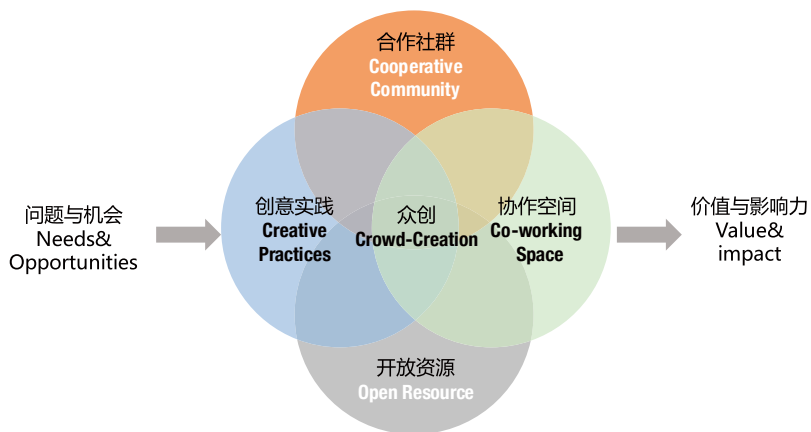 合作社群
Cooperative
Community
问题与机会
Needs&
Opportunities
创意实践
Creative
Practices
众创
Crowd-Creation
协作空间
Co-working
Space
价值与影响力
Value&
impact
开放资源
Open Resource